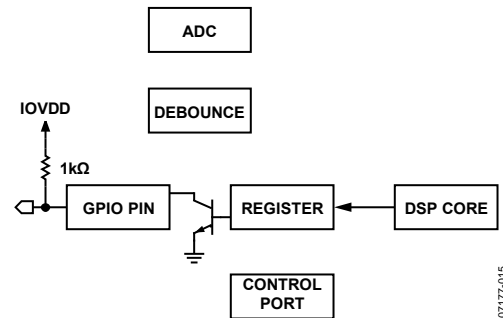 ADC
DEBOUNCE
IOVDD
1kΩ
GPIO PIN
REGISTER
DSP CORE
CONTROL
PORT
07177-015